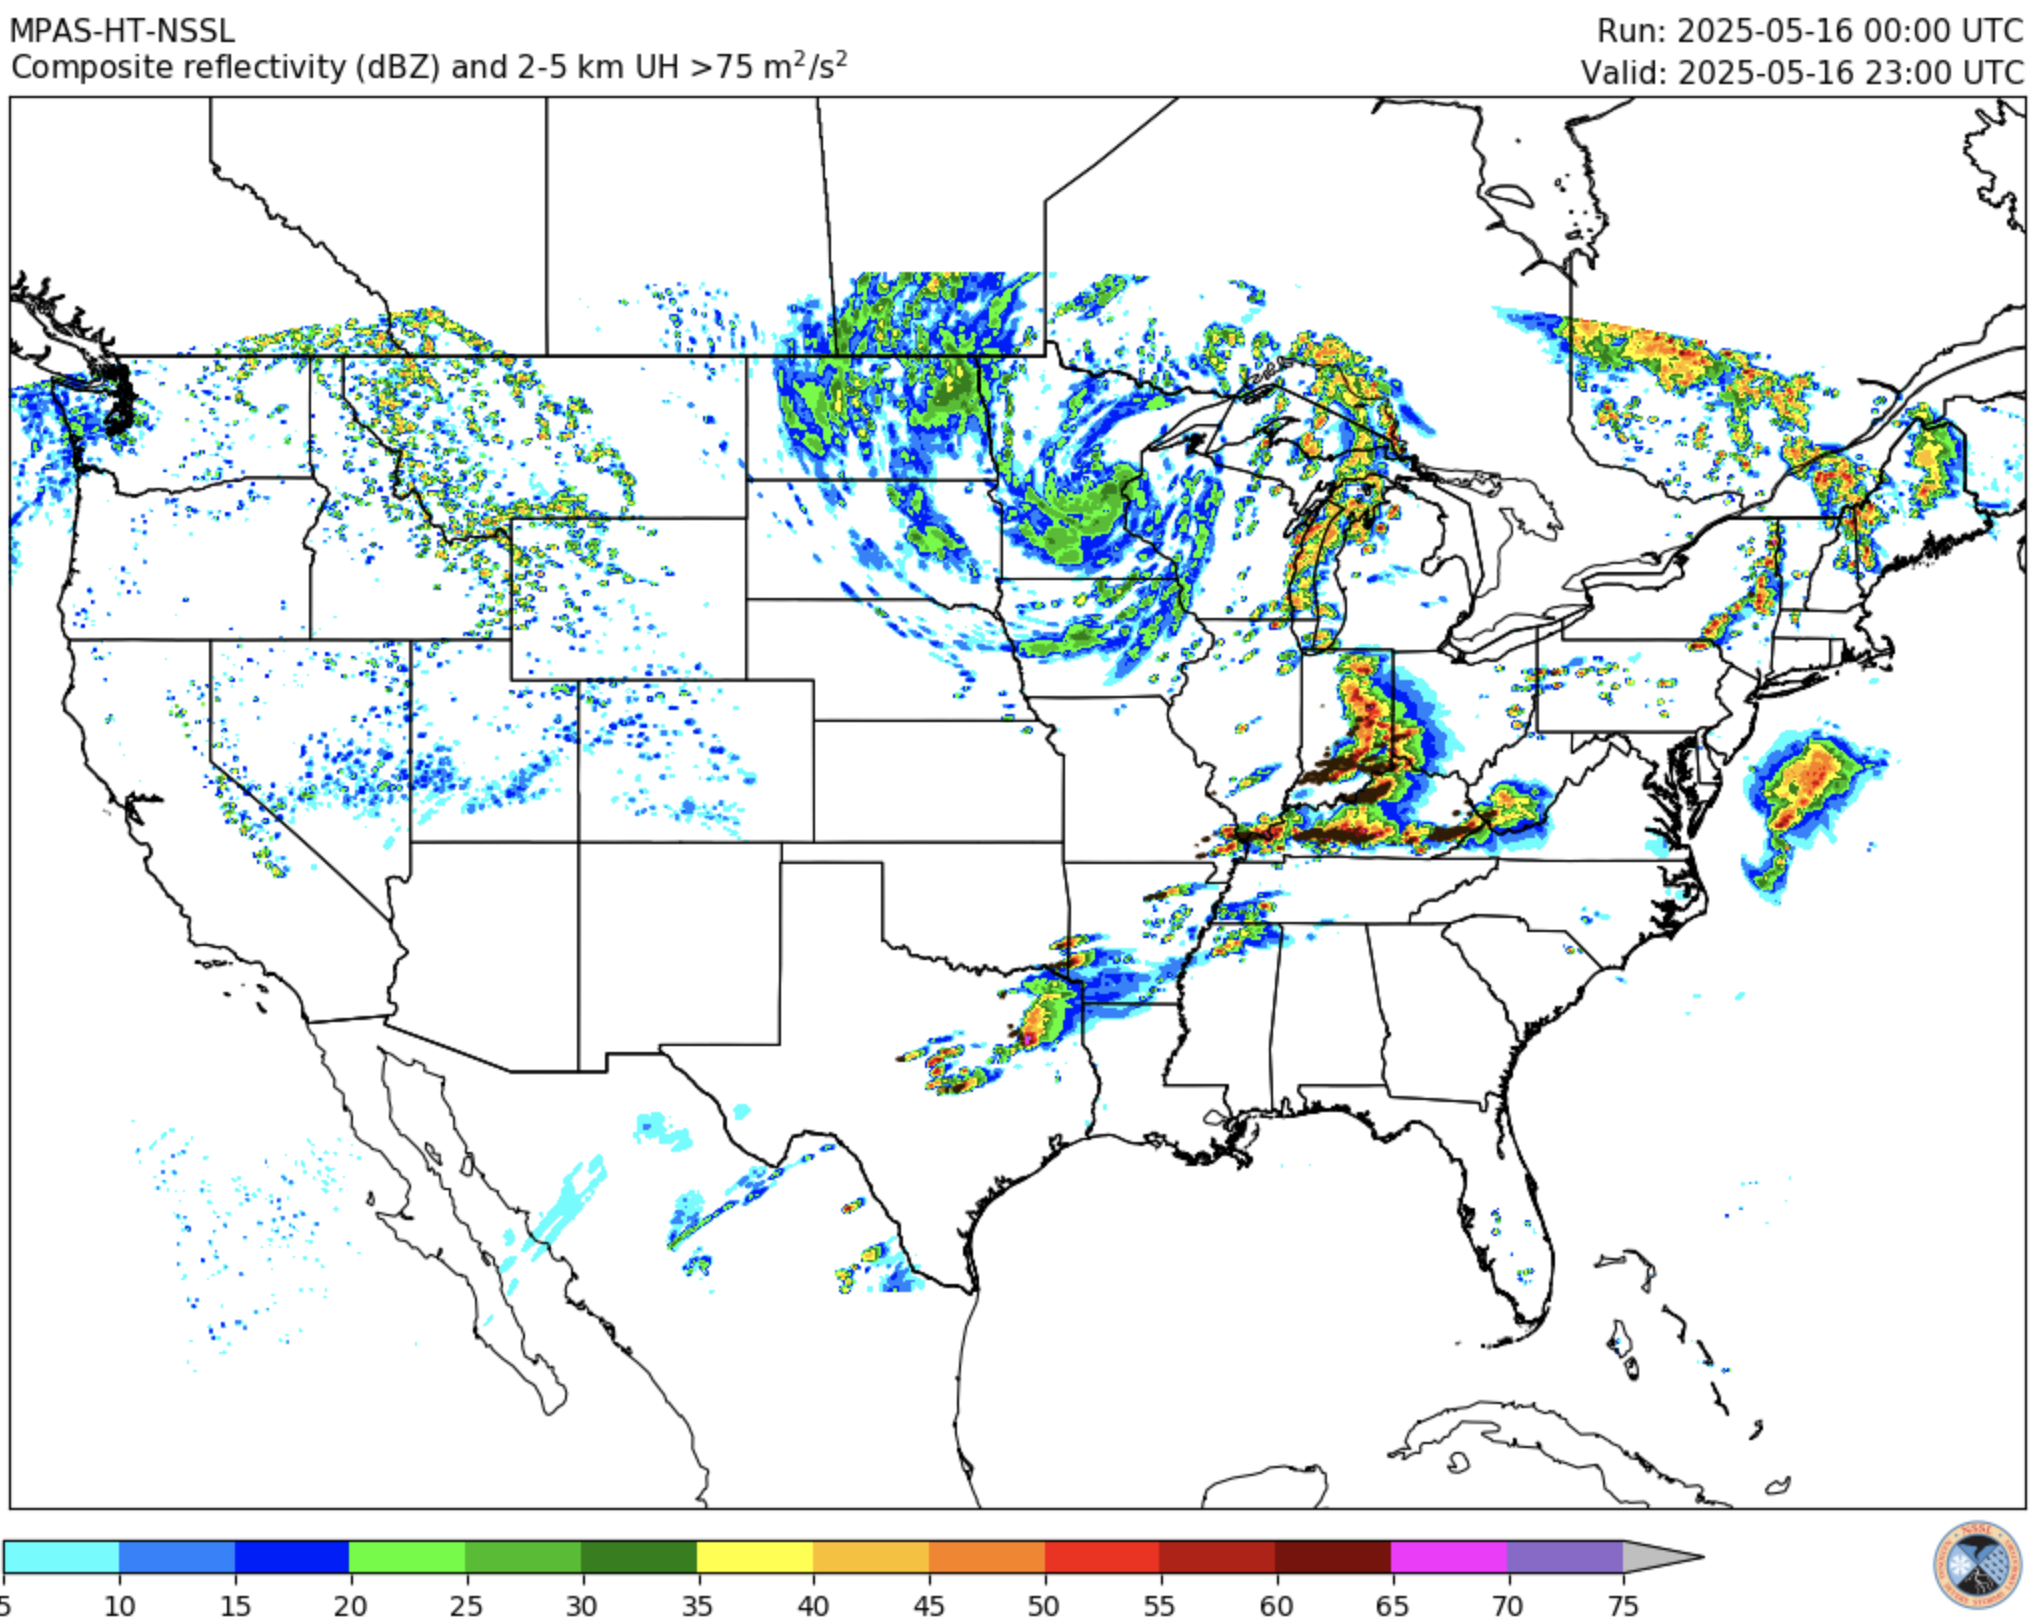 MPAS-HT-NSSL
Run: 2025-05-16 00:00 UTC
Composite reflectivity (dBZ) and 2-5 km UH >75 m²/s²
Valid: 2025-05-16 23:00 UTC
5 10 15 20 25 30 35 40 45 50 55 60 65 70 75
NSSL